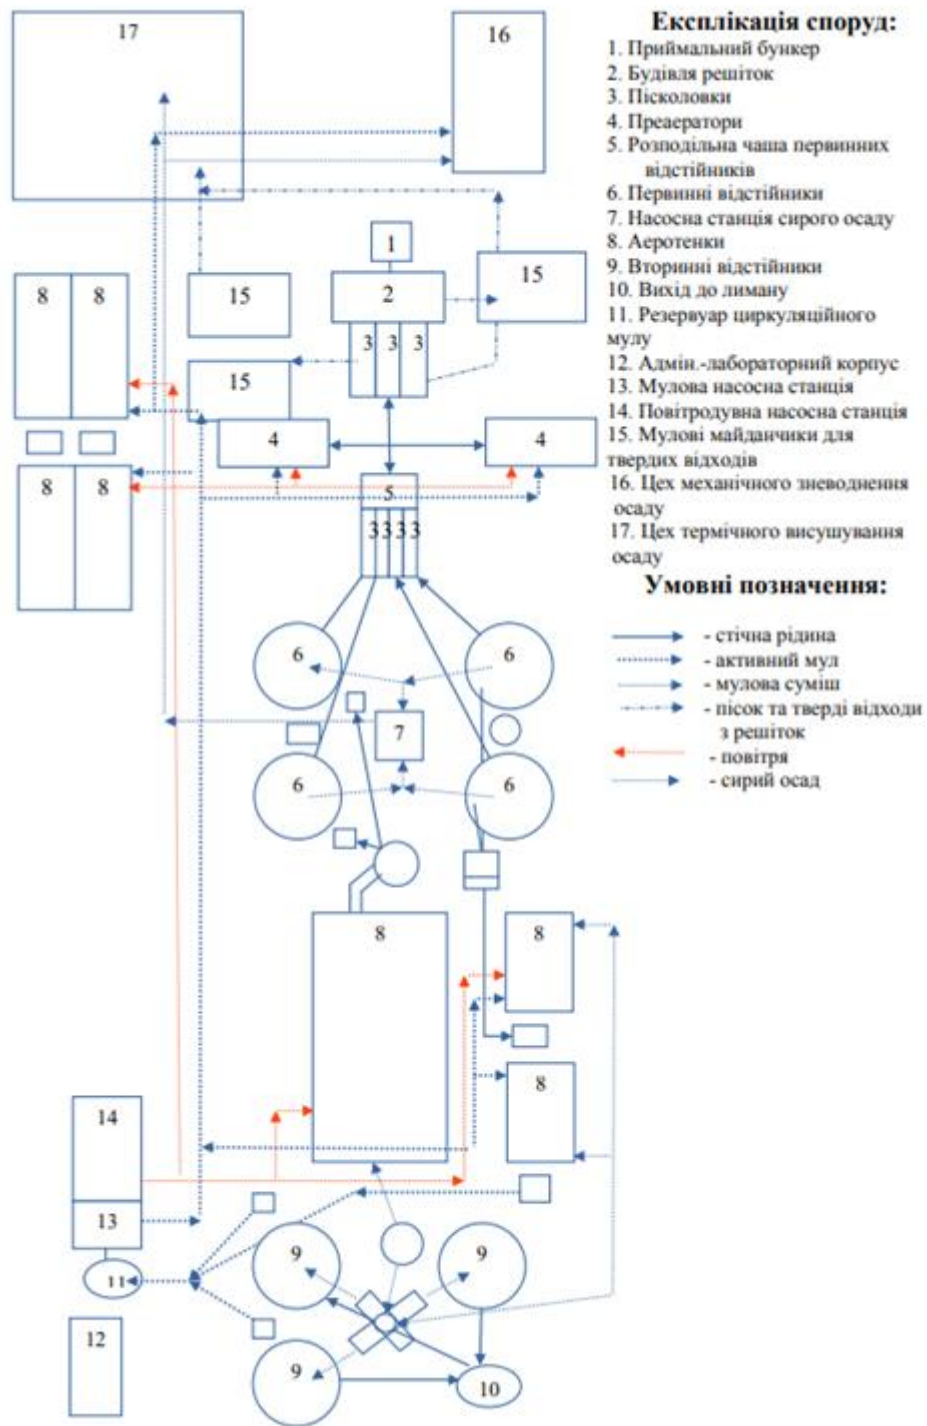 17
16
Експлікація споруд:
1. Приймальний бункер
2. Будівля решіток
3. Пісколовки
4. Преаератори
5. Розподільна чаша первинних
відстійників
6. Первинні відстійники
7. Насосна станція сирого осаду
8. Аеротенки
9. Вторинні відстійники
10. Вихід до лиману
11. Резервуар циркуляційного
мулу
12. Адмін.-лабораторний корпус
13. Мулова насосна станція
14. Повітродувна насосна станція
15. Мулові майданчики для
твердих відходів
16. Цех механічного зневоднення
осаду
17. Цех термічного висушування
осаду
Умовні позначення:
- стічна рідина
- активний мул
- мулова суміш
- пісок та тверді відходи
з решіток
- повітря
- сирий осад
1
15
15
2
8 8
3 3 3
15
4
4
8 8
5
3 3 3 3
6
6
7
6
6
8
8
8
14
13
11
9
9
12
9
10